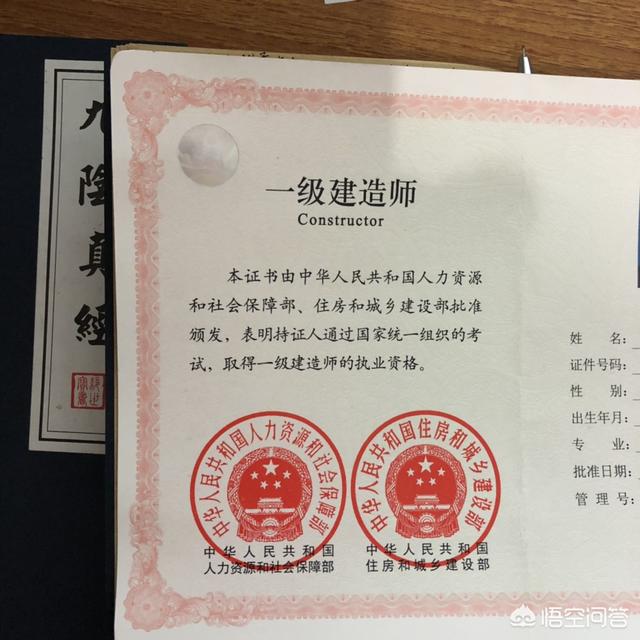 九陰真經
一级建造师
Constructor
本证书由中华人民共和国人力资源
和社会保障部、住房和城乡建设部批准
颁发，表明持证人通过国家统一组织的考
试，取得一级建造师的执业资格。
中华人民共和国人力资源和社会保障部
中华人民共和国住房和城乡建设部
中华人民共和国
人力资源和社会保障部
中华人民共和国
住房和城乡建设部
姓 名：
证件号码：
性 别：
出生年月：
专 业：
批准日期：
管 理 号：
悟空问答